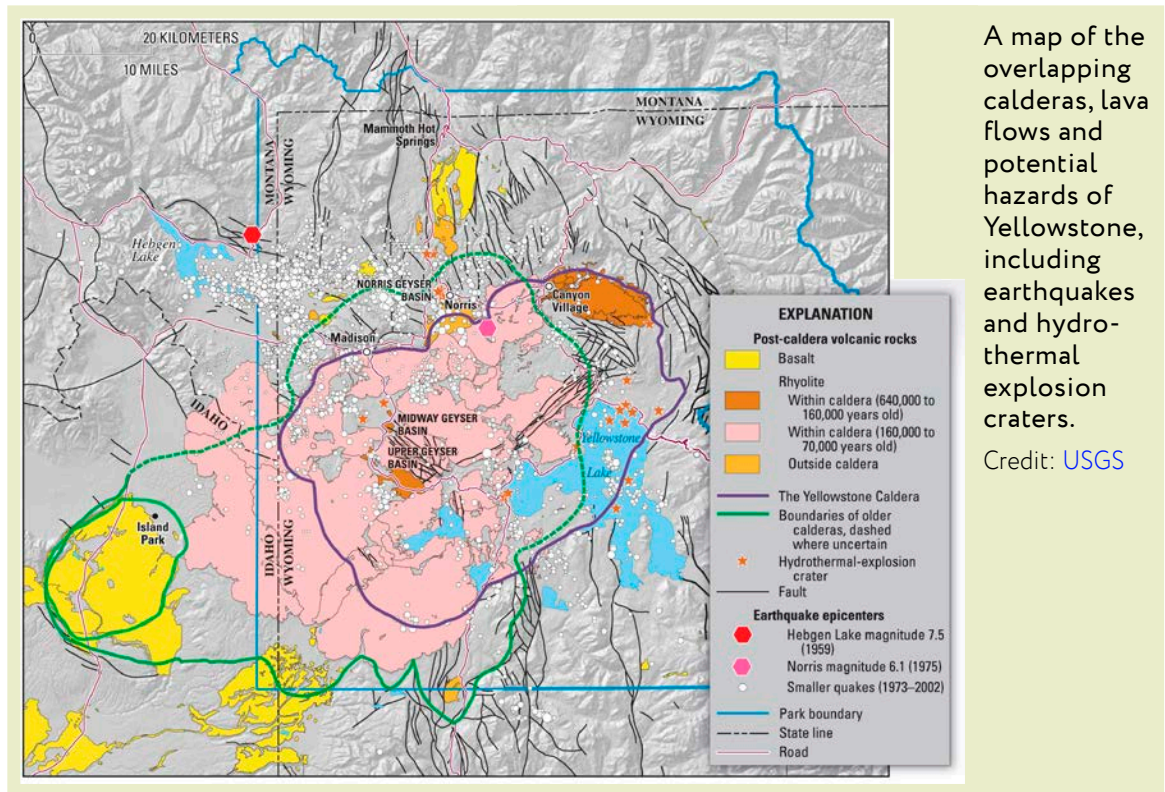 0
20 KILOMETERS
10 MILES
MONTANA
WYOMING
Mammoth Hot
Springs
MONTANA
WYOMING
Hebgen
Lake
NORRIS GEYSER
BASIN
Norris
Canyon
Village
Madison
IDAHO
MIDWAY GEYSER
BASIN
UPPER GEYSER
BASIN
Yellowstone
Lake
Island
Park
IDAHO
WYOMING
EXPLANATION
Post-caldera volcanic rocks
Basalt
Rhyolite
Within caldera (640,000 to
160,000 years old)
Within caldera (160,000 to
70,000 years old)
Outside caldera
The Yellowstone Caldera
Boundaries of older
calderas, dashed
where uncertain
Hydrothermal-explosion
crater
Fault
Earthquake epicenters
Hebgen Lake magnitude 7.5
(1959)
Norris magnitude 6.1 (1975)
Smaller quakes (1973–2002)
Park boundary
State line
Road
A map of the
overlapping
calderas, lava
flows and
potential
hazards of
Yellowstone,
including
earthquakes
and hydro-
thermal
explosion
craters.
Credit: USGS